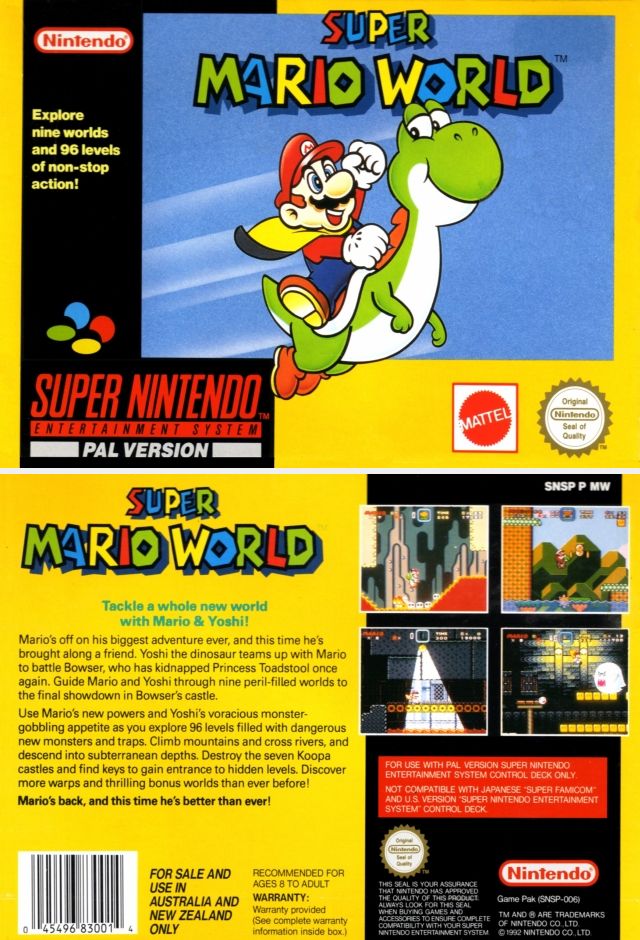 Nintendo®
SUPER
MARIO WORLD™
Explore
nine worlds
and 96 levels
of non-stop
action!
SUPER NINTENDO™
ENTERTAINMENT SYSTEM
PAL VERSION
MATTEL
Original
Nintendo
Seal of
Quality
TM
SNSP P MW
SUPER
MARIO WORLD™
Tackle a whole new world
with Mario & Yoshi!
Mario's off on his biggest adventure ever, and this time he's
brought along a friend. Yoshi the dinosaur teams up with Mario
to battle Bowser, who has kidnapped Princess Toadstool once
again. Guide Mario and Yoshi through nine peril-filled worlds to
the final showdown in Bowser's castle.
Use Mario's new powers and Yoshi's voracious monster-
gobbling appetite as you explore 96 levels filled with dangerous
new monsters and traps. Climb mountains and cross rivers, and
descend into subterranean depths. Destroy the seven Koopa
castles and find keys to gain entrance to hidden levels. Discover
more warps and thrilling bonus worlds than ever before!
Mario's back, and this time he's better than ever!
FOR USE WITH PAL VERSION SUPER NINTENDO
ENTERTAINMENT SYSTEM CONTROL DECK ONLY.
NOT COMPATIBLE WITH JAPANESE "SUPER FAMICOM"
AND U.S. VERSION "SUPER NINTENDO ENTERTAINMENT
SYSTEM" CONTROL DECK.
0 45496 83001 4
FOR SALE AND
USE IN
AUSTRALIA AND
NEW ZEALAND
ONLY
RECOMMENDED FOR
AGES 8 TO ADULT
WARRANTY:
Warranty provided
(See complete warranty
information inside box.)
Original
Nintendo
Seal of
Quality
TM
THIS SEAL IS YOUR ASSURANCE
THAT NINTENDO HAS APPROVED
THE QUALITY OF THIS PRODUCT.
ALWAYS LOOK FOR THIS SEAL
WHEN BUYING GAMES AND
ACCESSORIES TO ENSURE COMPLETE
COMPATIBILITY WITH YOUR SUPER
NINTENDO ENTERTAINMENT SYSTEM
Nintendo®
Game Pak (SNSP-006)
TM AND ® ARE TRADEMARKS
OF NINTENDO CO., LTD
© 1992 NINTENDO CO., LTD.